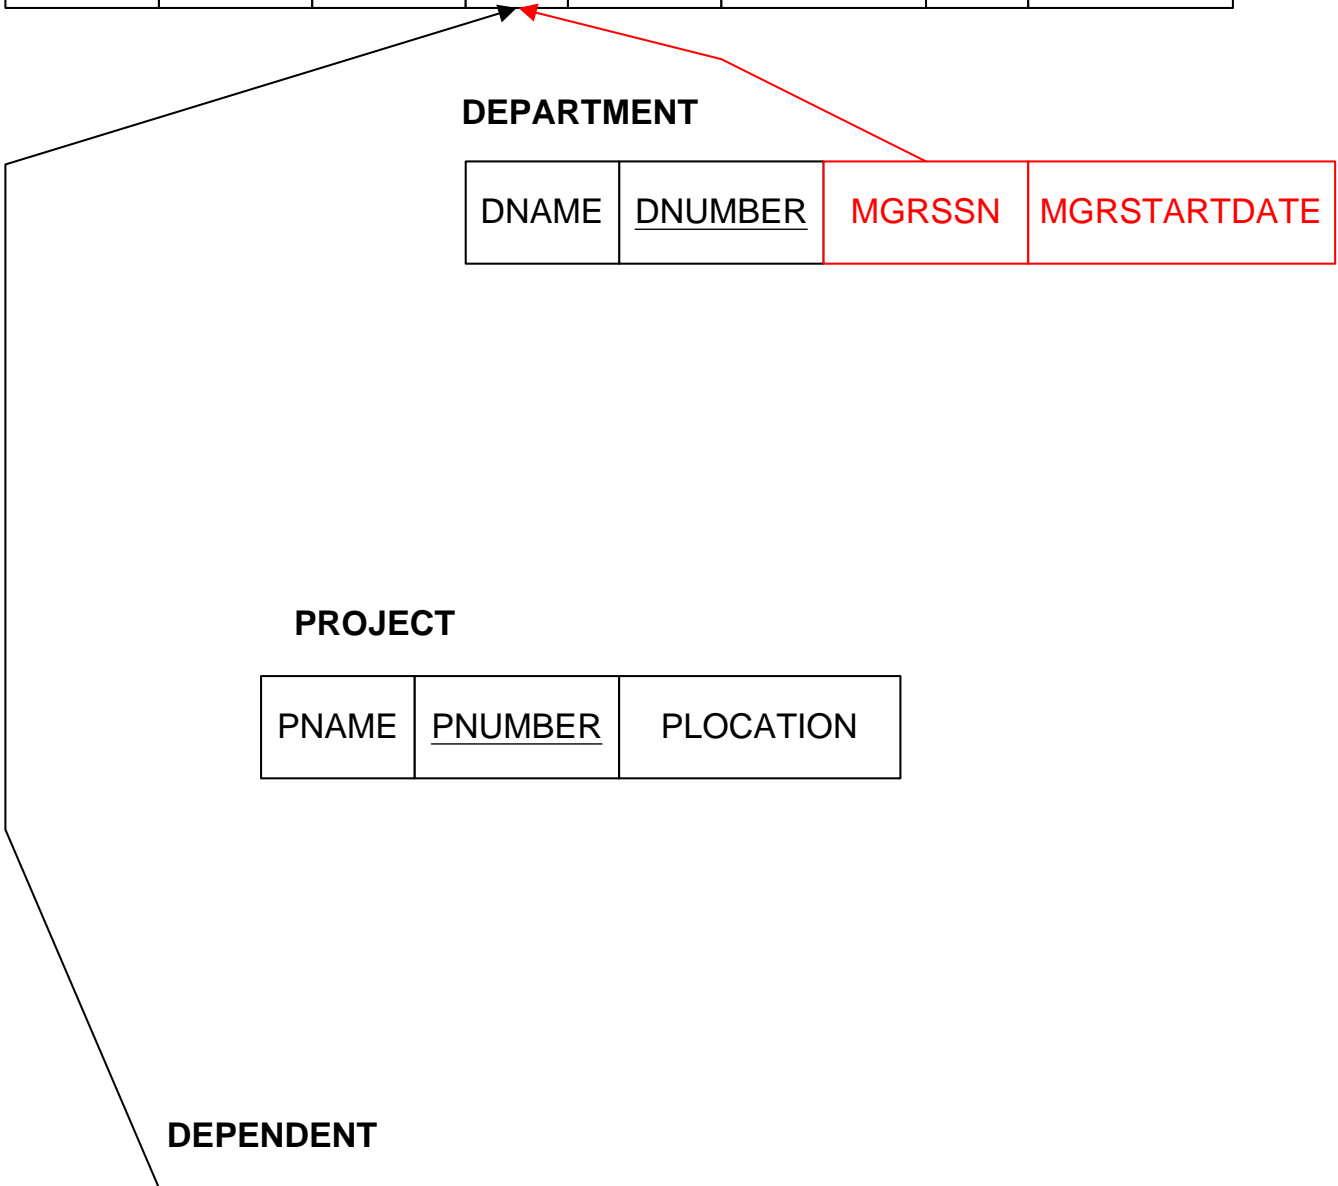 DEPARTMENT
DNAME DNUMBER MGRSSN MGRSTARTDATE
PROJECT
PNAME PNUMBER PLOCATION
DEPENDENT